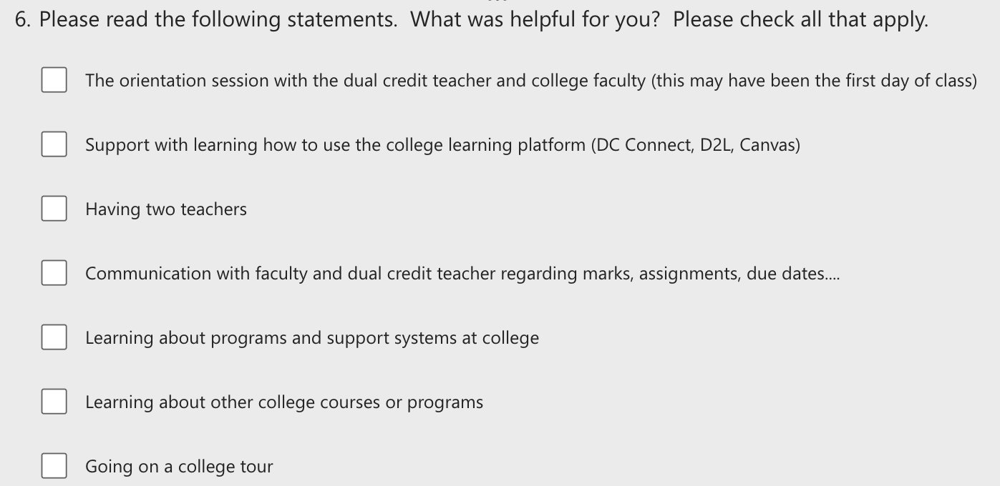 6. Please read the following statements.  What was helpful for you?  Please check all that apply.
The orientation session with the dual credit teacher and college faculty (this may have been the first day of class)
Support with learning how to use the college learning platform (DC Connect, D2L, Canvas)
Having two teachers
Communication with faculty and dual credit teacher regarding marks, assignments, due dates....
Learning about programs and support systems at college
Learning about other college courses or programs
Going on a college tour